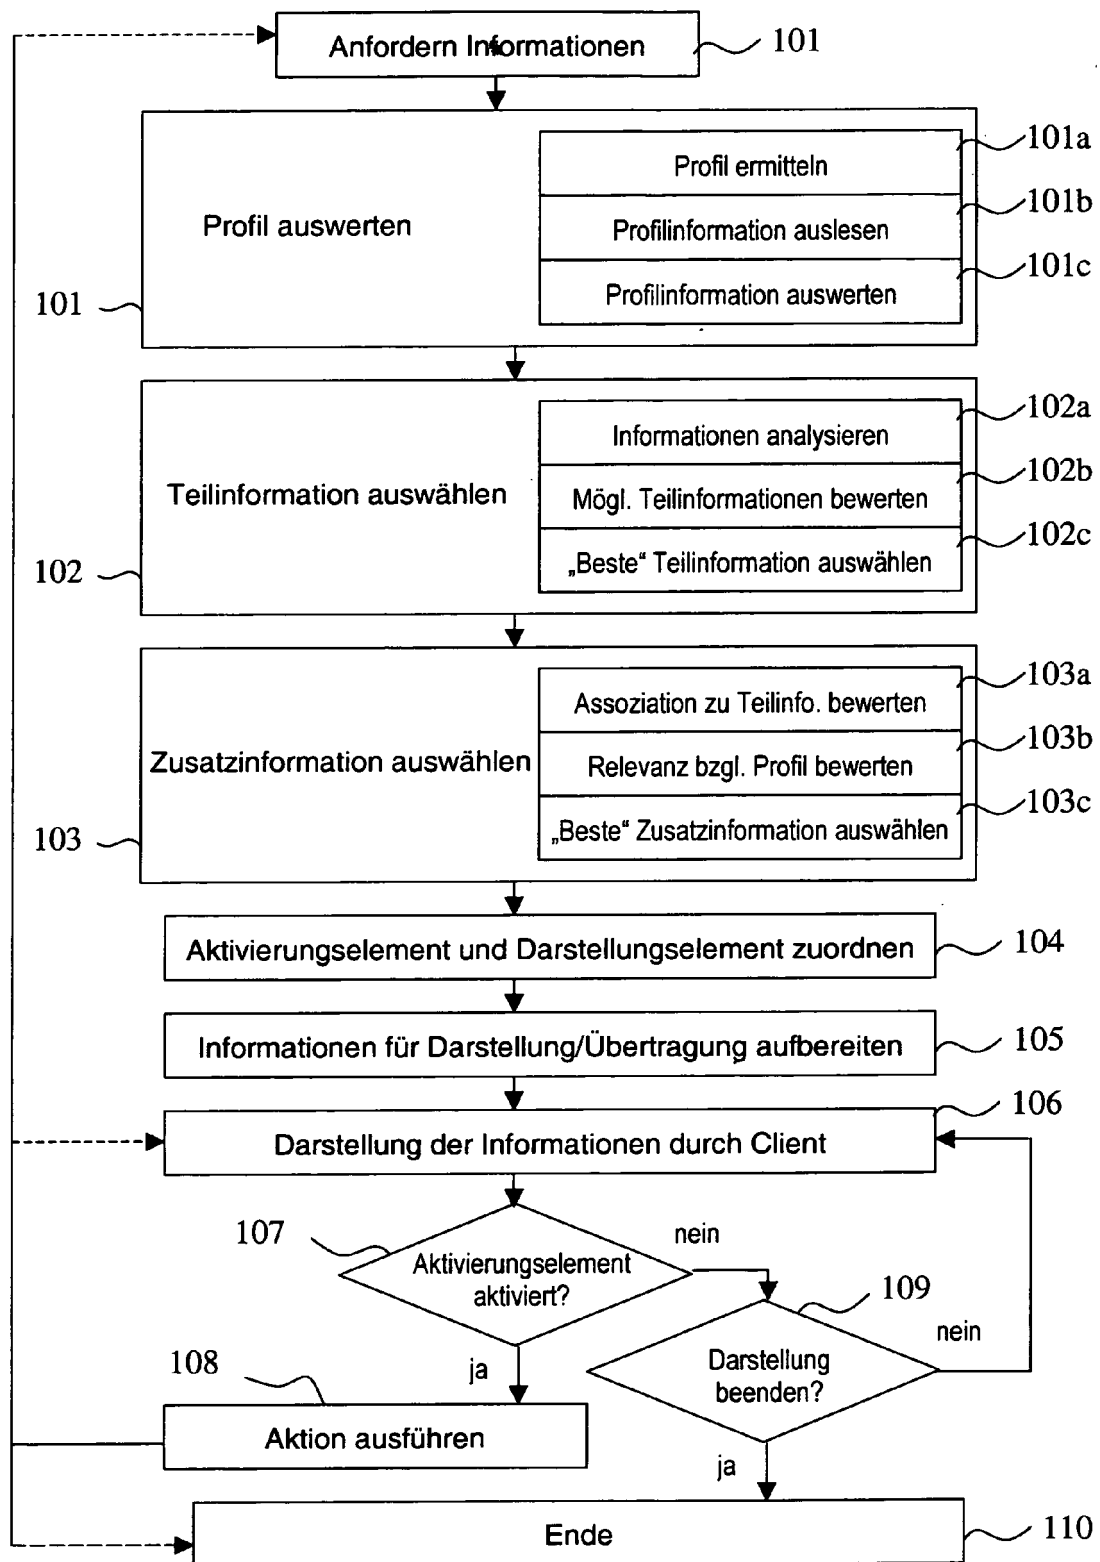 Anfordern Informationen
101
Profil auswerten
101
Profil ermitteln
101a
Profilinformation auslesen
101b
Profilinformation auswerten
101c
Teilinformation auswählen
102
Informationen analysieren
102a
Mögl. Teilinformationen bewerten
102b
„Beste“ Teilinformation auswählen
102c
Zusatzinformation auswählen
103
Assoziation zu Teilinfo. bewerten
103a
Relevanz bzgl. Profil bewerten
103b
„Beste“ Zusatzinformation auswählen
103c
Aktivierungselement und Darstellungselement zuordnen
104
Informationen für Darstellung/Übertragung aufbereiten
105
Darstellung der Informationen durch Client
106
107
Aktivierungselement
aktiviert?
nein
ja
109
Darstellung
beenden?
nein
ja
108
Aktion ausführen
Ende
110